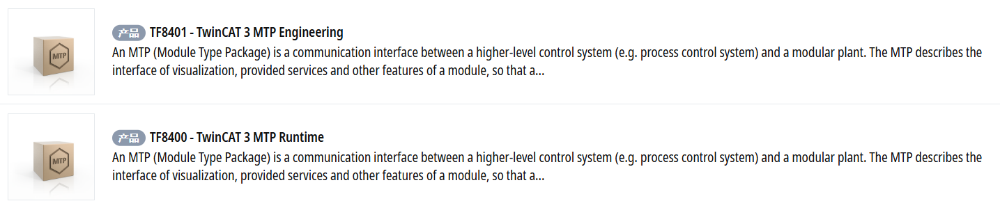 MTP
产品 TF8401 - TwinCAT 3 MTP Engineering
An MTP (Module Type Package) is a communication interface between a higher-level control system (e.g. process control system) and a modular plant. The MTP describes the
interface of visualization, provided services and other features of a module, so that a...
MTP
产品 TF8400 - TwinCAT 3 MTP Runtime
An MTP (Module Type Package) is a communication interface between a higher-level control system (e.g. process control system) and a modular plant. The MTP describes the
interface of visualization, provided services and other features of a module, so that a...